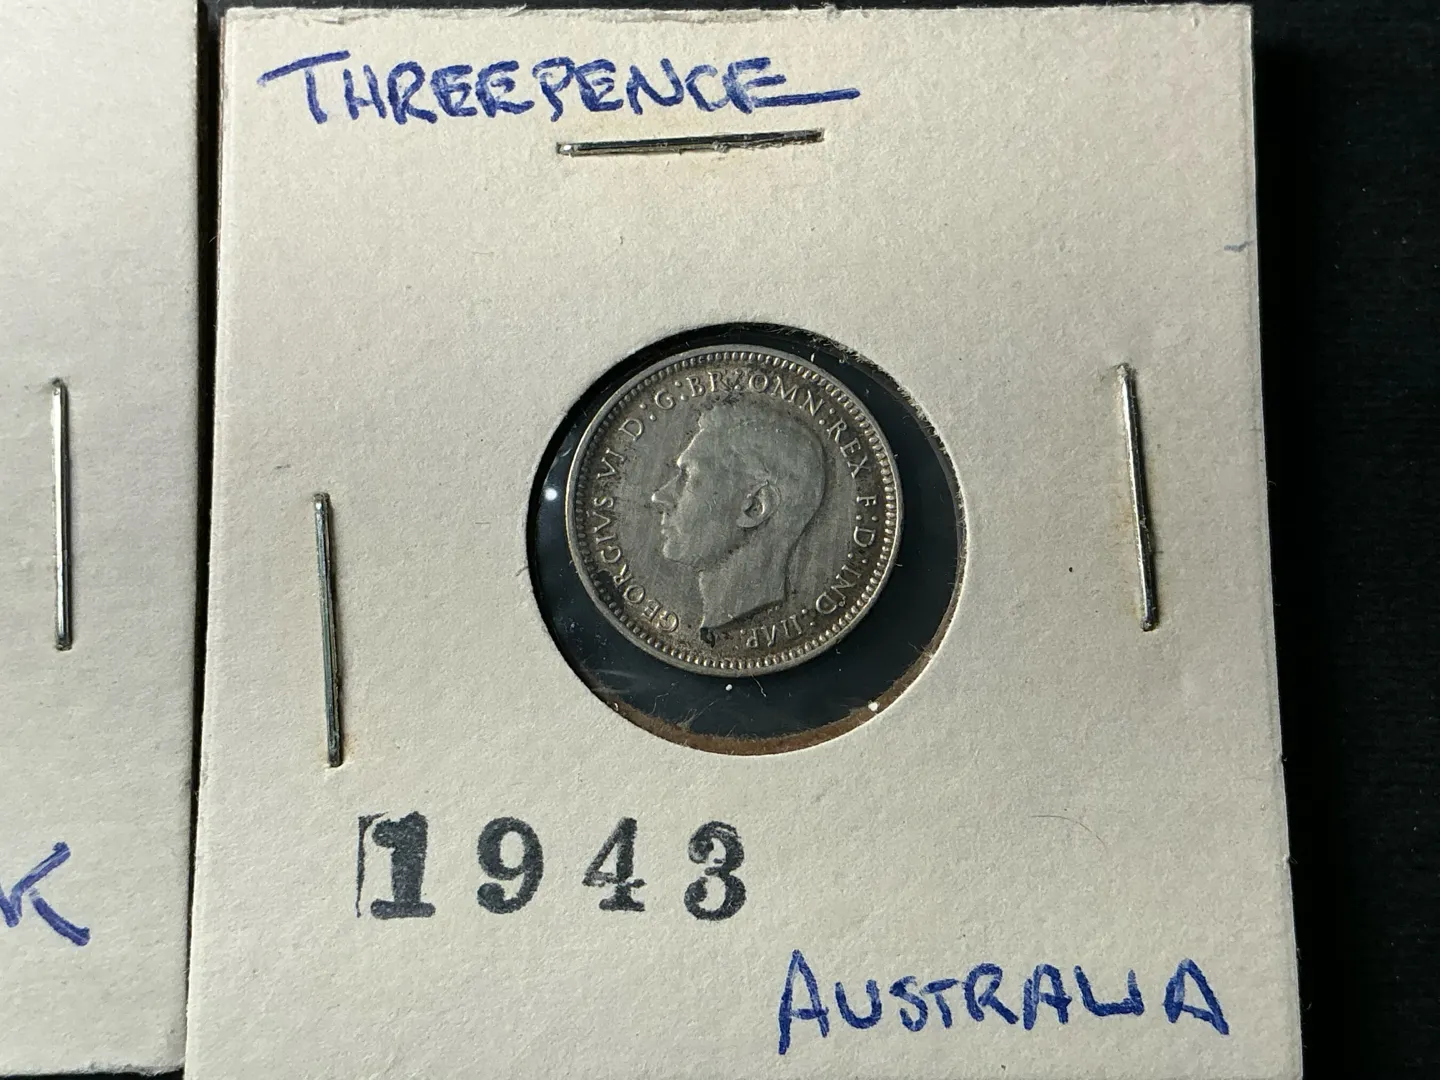 THREEPENCE
GEORGIVS VI D:G:BR:OMN:REX F:D:IND:IMP.
1943
AUSTRALIA
K